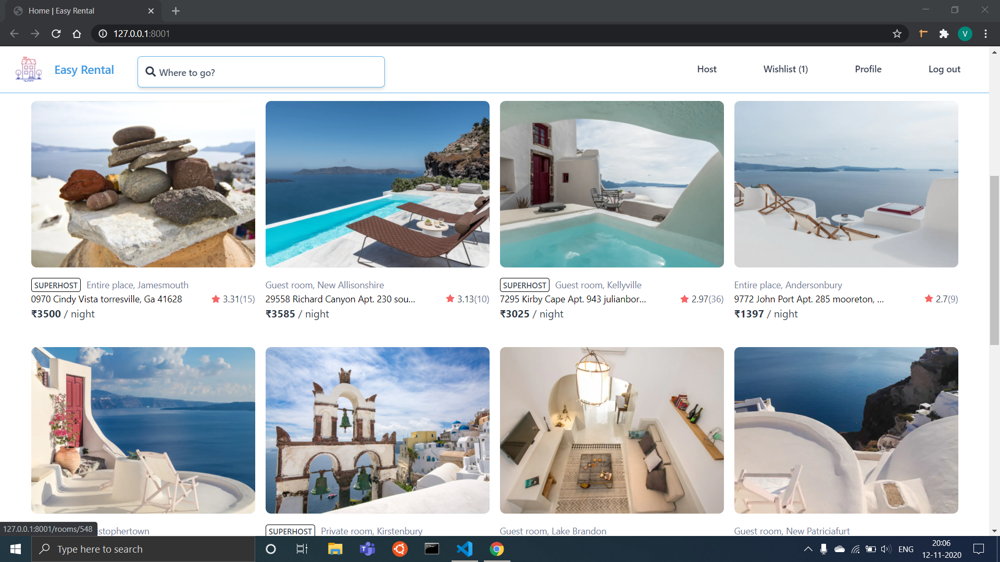 Home | Easy Rental
127.0.0.1:8001
Easy Rental
Where to go?
Host
Wishlist (1)
Profile
Log out
SUPERHOST Entire place, Jamesmouth
0970 Cindy Vista torresville, Ga 41628 3.31(15)
₹3500 / night
Guest room, New Allisonshire
29558 Richard Canyon Apt. 230 sou... 3.13(10)
₹3585 / night
SUPERHOST Guest room, Kellyville
7295 Kirby Cape Apt. 943 julianbor... 2.97(36)
₹3025 / night
Entire place, Andersonbury
9772 John Port Apt. 285 mooreton, ... 2.7(9)
₹1397 / night
istophertown
SUPERHOST Private room, Kirstenbury
Guest room, Lake Brandon
Guest room, New Patriciafurt
127.0.0.1:8001/rooms/548
Type here to search
ENG
20:06
12-11-2020
V